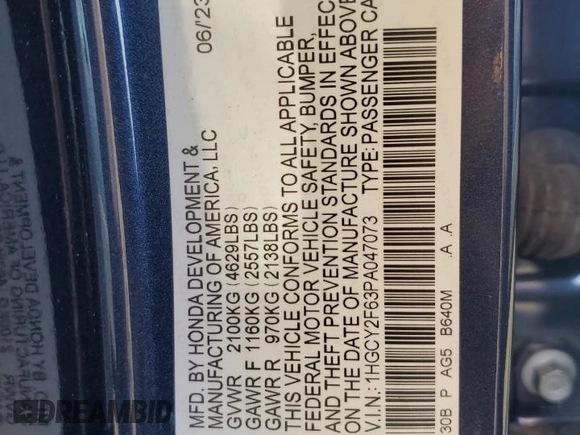 MFD. BY HONDA DEVELOPMENT &
MANUFACTURING OF AMERICA, LLC
06/23
GVWR 2100KG (4629LBS)
GAWR F 1160KG (2557LBS)
GAWR R 970KG (2138LBS)
THIS VEHICLE CONFORMS TO ALL APPLICABLE
FEDERAL MOTOR VEHICLE SAFETY, BUMPER,
THEFT PREVENTION STANDARDS IN EFFEC
ON THE DATE OF MANUFACTURE SHOWN ABOVE
V.I.N.: 1HGCY2F63PA047073 TYPE: PASSENGER CA
30B P AG5 B640M .A .A
DREAMBID